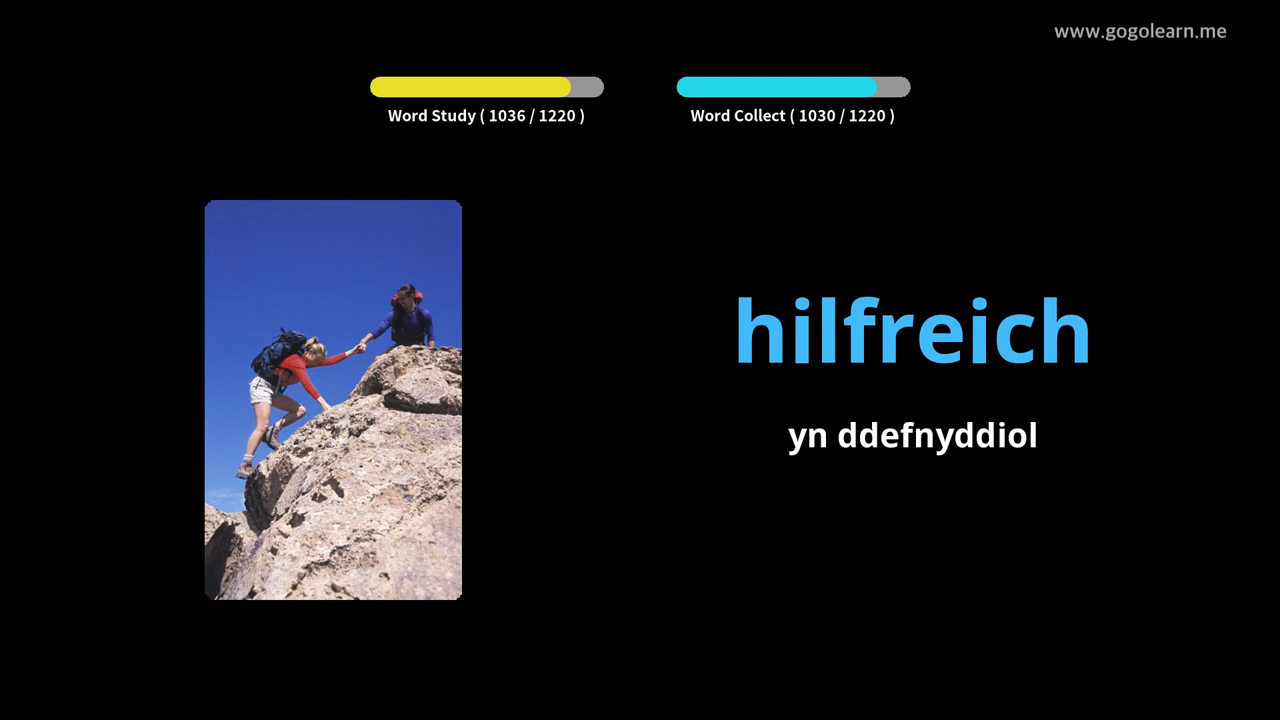 www.gogolearn.me
Word Study ( 1036 / 1220 )
Word Collect ( 1030 / 1220 )
hilfreich
yn ddefnyddiol